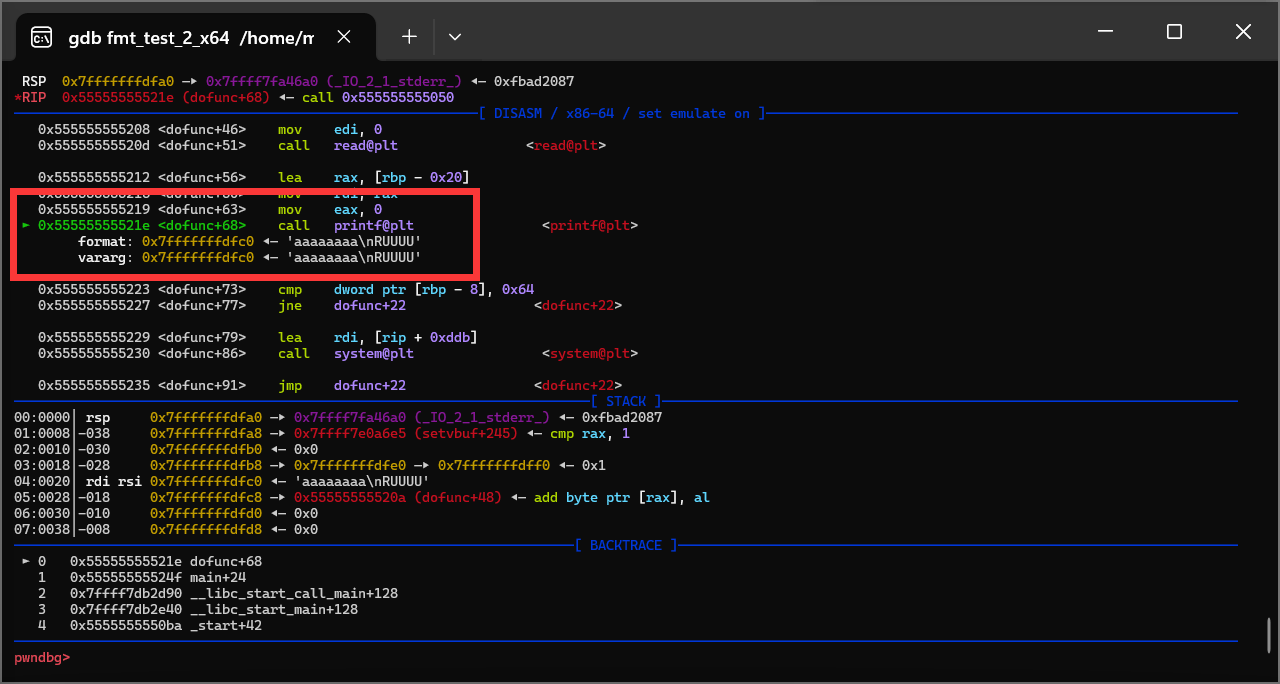 gdb fmt_test_2_x64 /home/m
RSP 0x7fffffffdfa0 —▸ 0x7ffff7fa46a0 (_IO_2_1_stderr_) ◂— 0xfbad2087
*RIP 0x55555555521e (dofunc+68) ◂— call 0x555555555050
[ DISASM / x86-64 / set emulate on ]
0x555555555208 <dofunc+46> mov edi, 0
0x55555555520d <dofunc+51> call read@plt <read@plt>
0x555555555212 <dofunc+56> lea rax, [rbp - 0x20]
0x555555555219 <dofunc+63> mov eax, 0
► 0x55555555521e <dofunc+68> call printf@plt <printf@plt>
format: 0x7fffffffdfc0 ◂— 'aaaaaaaa\nRUUUU'
vararg: 0x7fffffffdfc0 ◂— 'aaaaaaaa\nRUUUU'
0x555555555223 <dofunc+73> cmp dword ptr [rbp - 8], 0x64
0x555555555227 <dofunc+77> jne dofunc+22 <dofunc+22>
0x555555555229 <dofunc+79> lea rdi, [rip + 0xddb]
0x555555555230 <dofunc+86> call system@plt <system@plt>
0x555555555235 <dofunc+91> jmp dofunc+22 <dofunc+22>
[ STACK ]
00:0000│ rsp 0x7fffffffdfa0 —▸ 0x7ffff7fa46a0 (_IO_2_1_stderr_) ◂— 0xfbad2087
01:0008│-038 0x7fffffffdfa8 —▸ 0x7ffff7e0a6e5 (setvbuf+245) ◂— cmp rax, 1
02:0010│-030 0x7fffffffdfb0 ◂— 0x0
03:0018│-028 0x7fffffffdfb8 —▸ 0x7fffffffdfe0 —▸ 0x7fffffffdff0 ◂— 0x1
04:0020│ rdi rsi 0x7fffffffdfc0 ◂— 'aaaaaaaa\nRUUUU'
05:0028│-018 0x7fffffffdfc8 —▸ 0x55555555520a (dofunc+48) ◂— add byte ptr [rax], al
06:0030│-010 0x7fffffffdfd0 ◂— 0x0
07:0038│-008 0x7fffffffdfd8 ◂— 0x0
[ BACKTRACE ]
► 0 0x55555555521e dofunc+68
1 0x55555555524f main+24
2 0x7ffff7db2d90 __libc_start_call_main+128
3 0x7ffff7db2e40 __libc_start_main+128
4 0x5555555550ba _start+42
pwndbg>